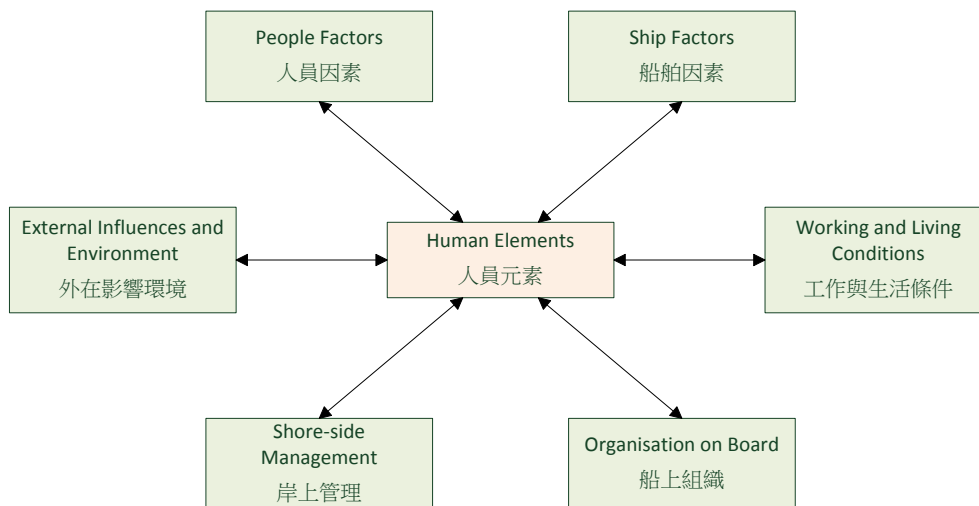 People Factors
人員因素
Ship Factors
船舶因素
External Influences and
Environment
外在影響環境
Human Elements
人員元素
Working and Living
Conditions
工作與生活條件
Shore-side
Management
岸上管理
Organisation on Board
船上組織